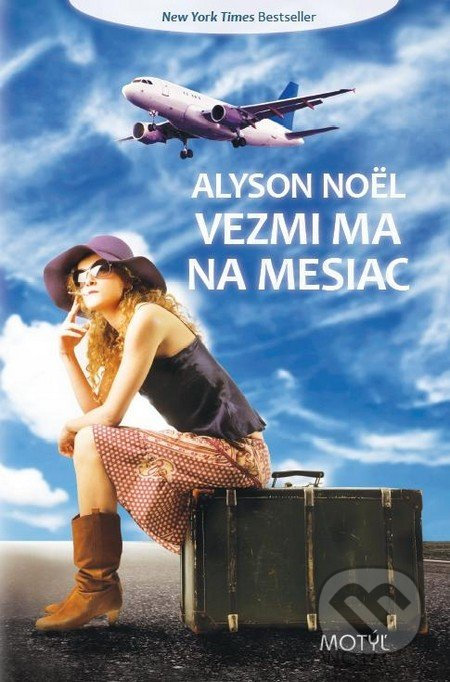 New York Times Bestseller
ALYSON NOËL
VEZMI MA
NA MESIAC
MOTÝĽ